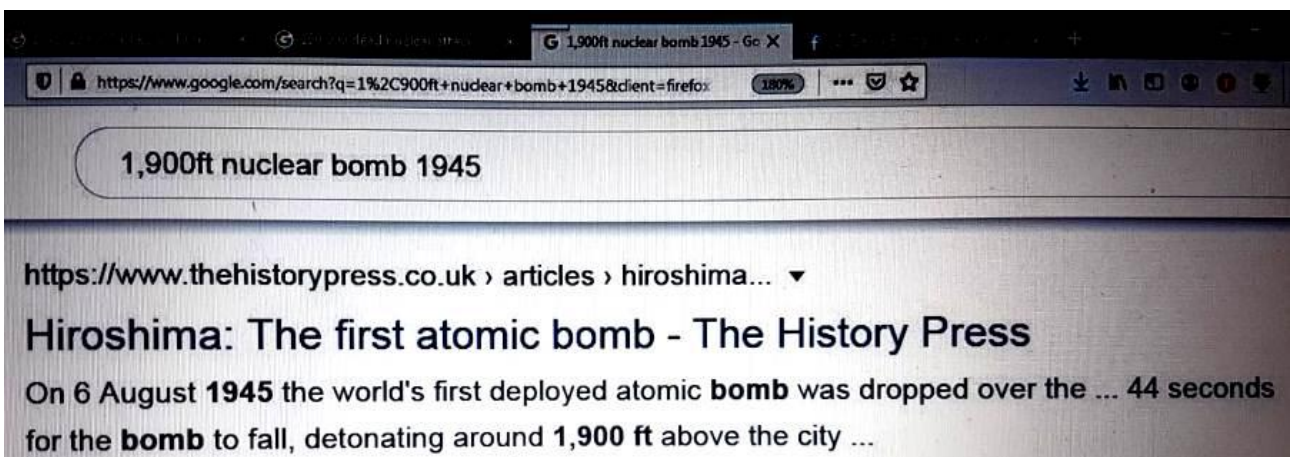 G 1,900ft nuclear bomb 1945 - Go X
https://www.google.com/search?q=1%2C900ft+nuclear+bomb+1945&client=firefox 180%
1,900ft nuclear bomb 1945
https://www.thehistorypress.co.uk › articles › hiroshima...
Hiroshima: The first atomic bomb - The History Press
On 6 August 1945 the world's first deployed atomic bomb was dropped over the ... 44 seconds
for the bomb to fall, detonating around 1,900 ft above the city ...